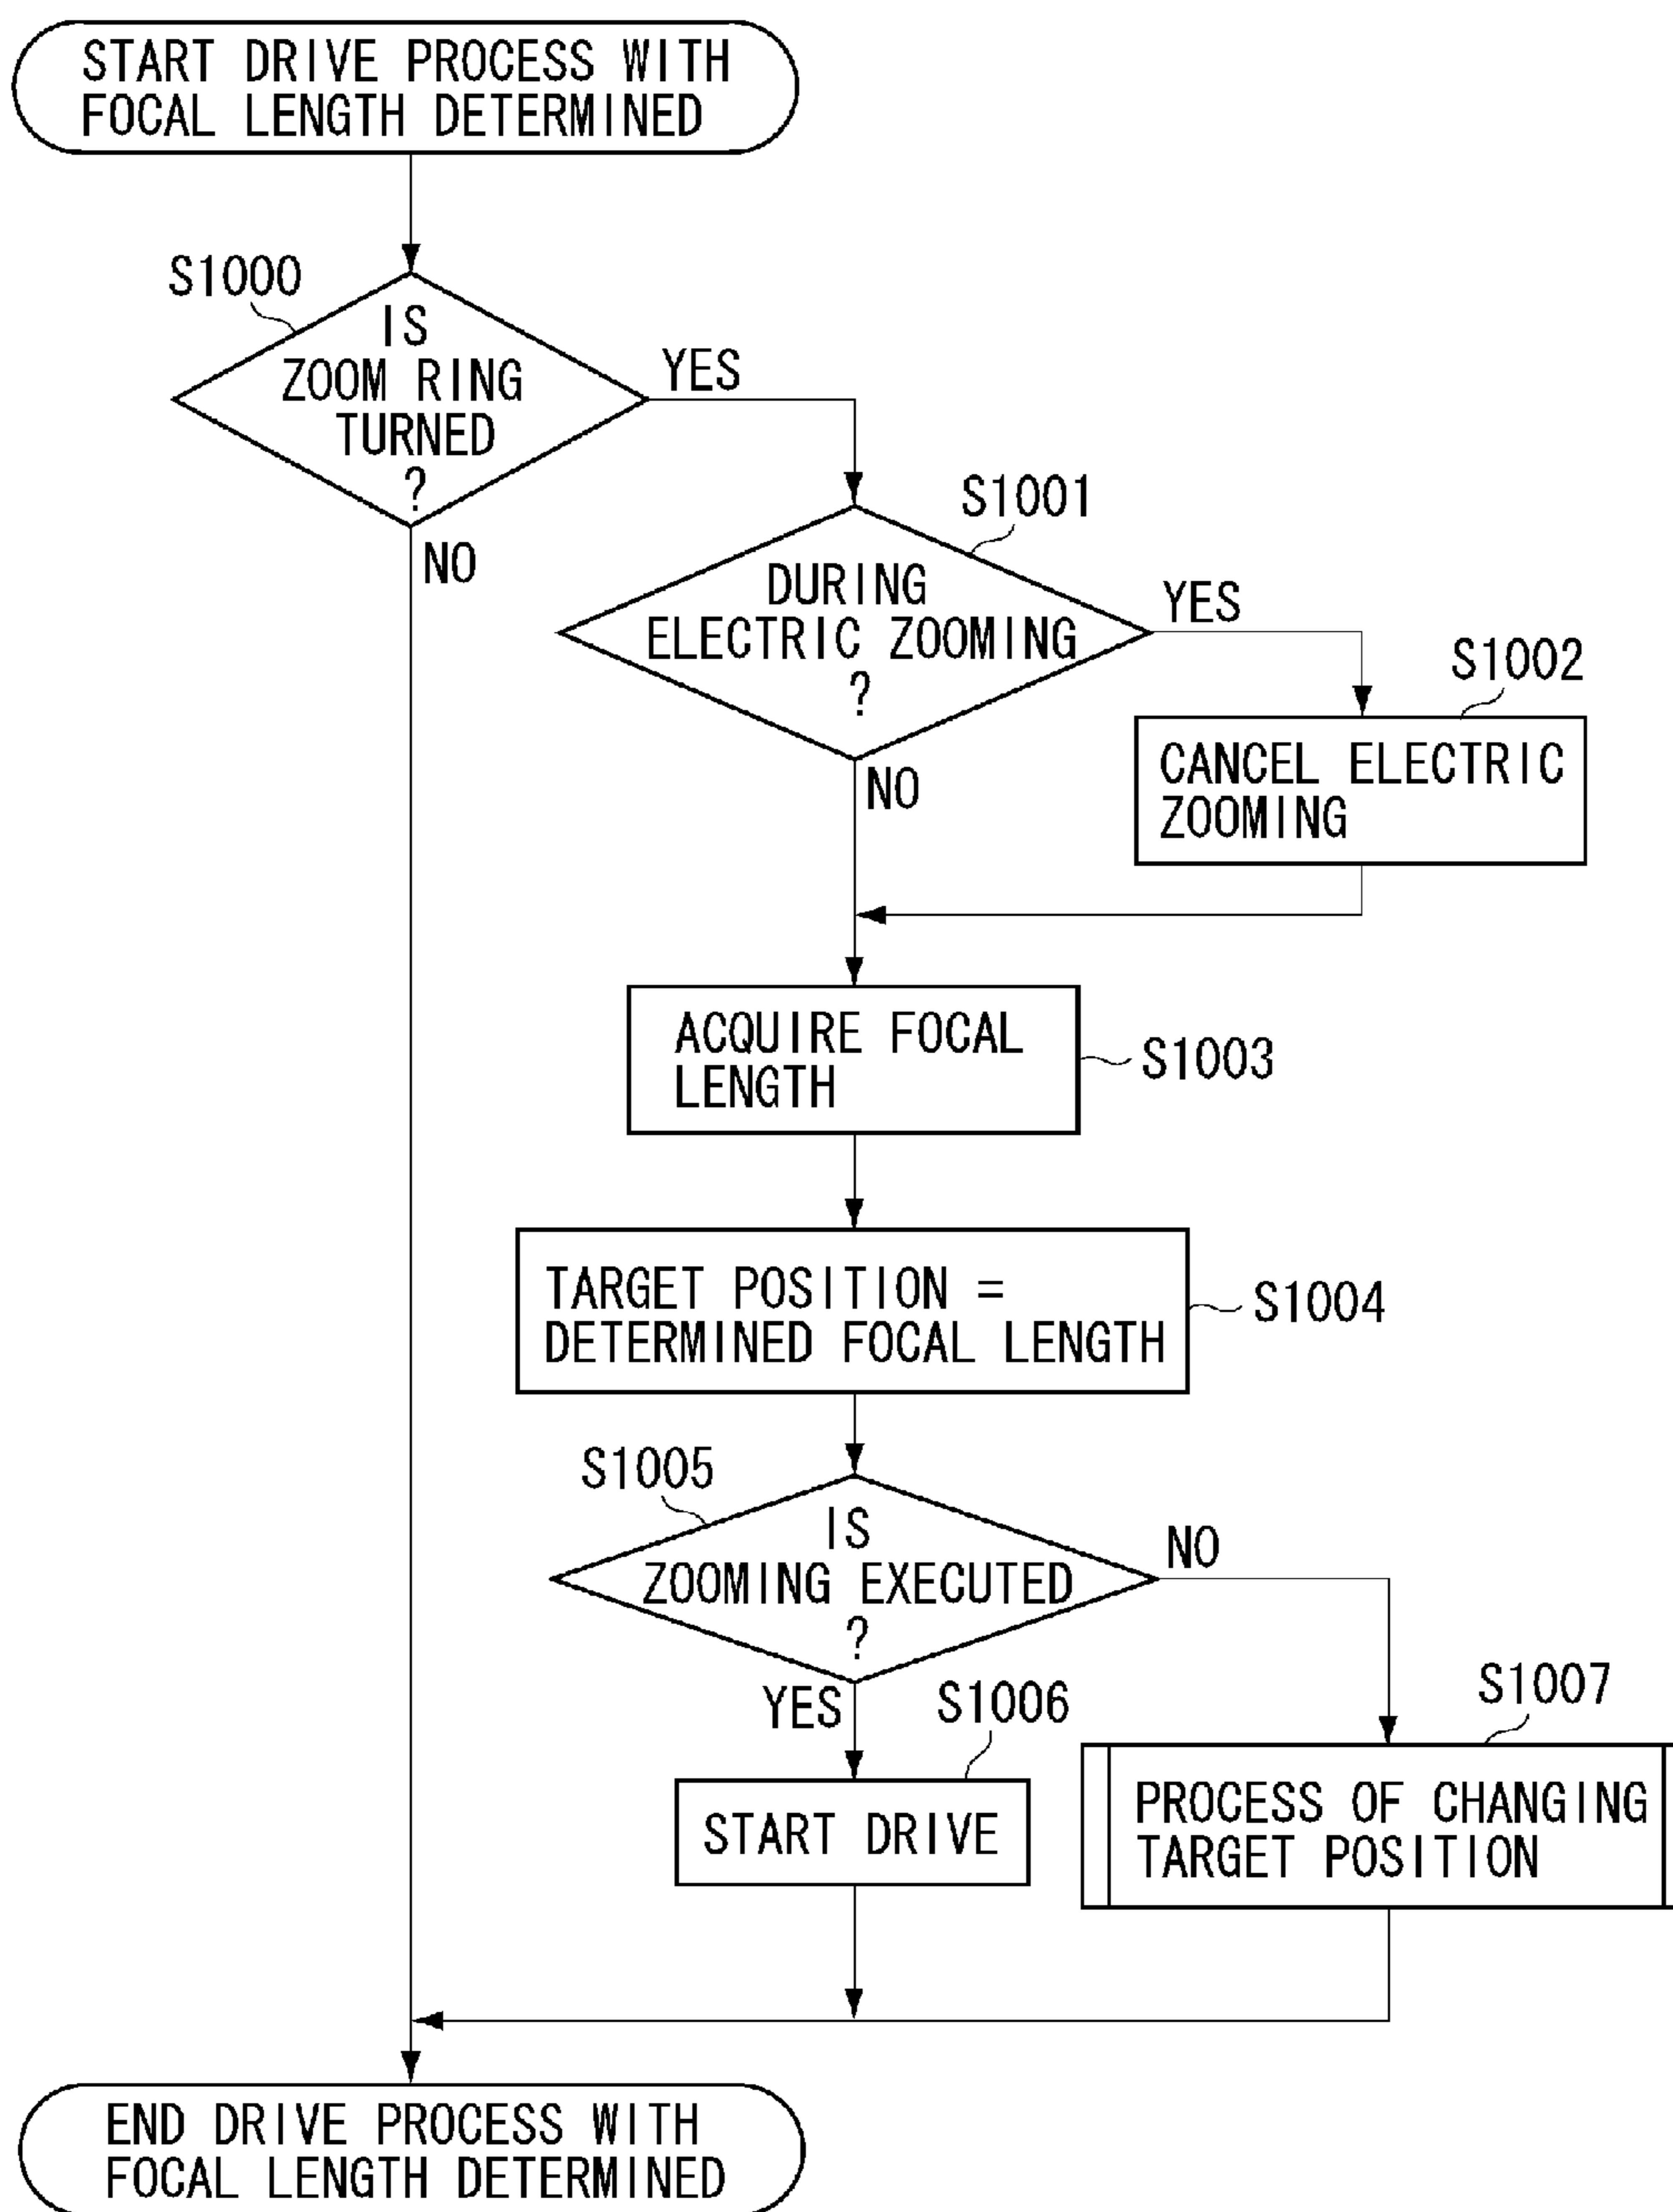 START DRIVE PROCESS WITH
FOCAL LENGTH DETERMINED
S1000
IS
ZOOM RING
TURNED
?
YES
NO
S1001
DURING
ELECTRIC ZOOMING
?
YES
NO
S1002
CANCEL ELECTRIC
ZOOMING
ACQUIRE FOCAL
LENGTH
S1003
TARGET POSITION =
DETERMINED FOCAL LENGTH
S1004
S1005
IS
ZOOMING EXECUTED
?
NO
YES
S1006
START DRIVE
S1007
PROCESS OF CHANGING
TARGET POSITION
END DRIVE PROCESS WITH
FOCAL LENGTH DETERMINED